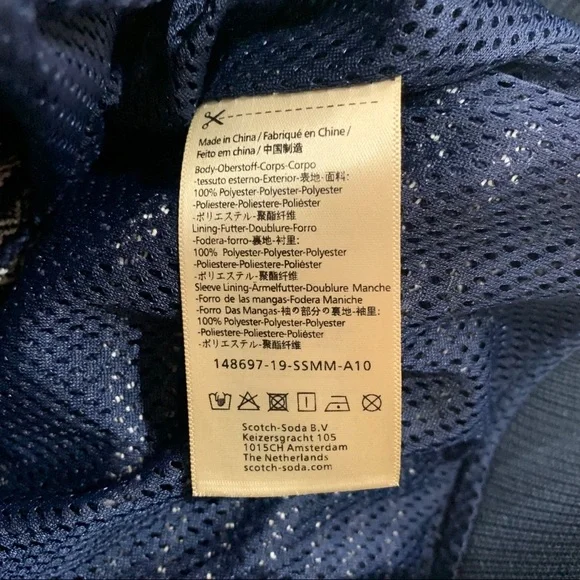 Made in China / Fabriqué en Chine /
Feito em china / 中国制造
Body-Oberstoff-Corps-Corpo
-tessuto esterno-Exterior-表地-面料:
100% Polyester-Polyester-Polyester
-Poliestere-Poliestere-Poliéster
-ポリエステル-聚酯纤维
Lining-Futter-Doublure-Forro
-Fodera-forro-裏地-衬里:
100% Polyester-Polyester-Polyester
-Poliestere-Poliestere-Poliéster
-ポリエステル-聚酯纤维
Sleeve Lining-Ärmelfutter-Doublure Manche
-Forro de las mangas-Fodera Maniche
-Forro Das Mangas-袖の部分の裏地-袖里:
100% Polyester-Polyester-Polyester
-Poliestere-Poliestere-Poliéster
-ポリエステル-聚酯纤维
148697-19-SSMM-A10
Scotch-Soda B.V
Keizersgracht 105
1015CH Amsterdam
The Netherlands
scotch-soda.com